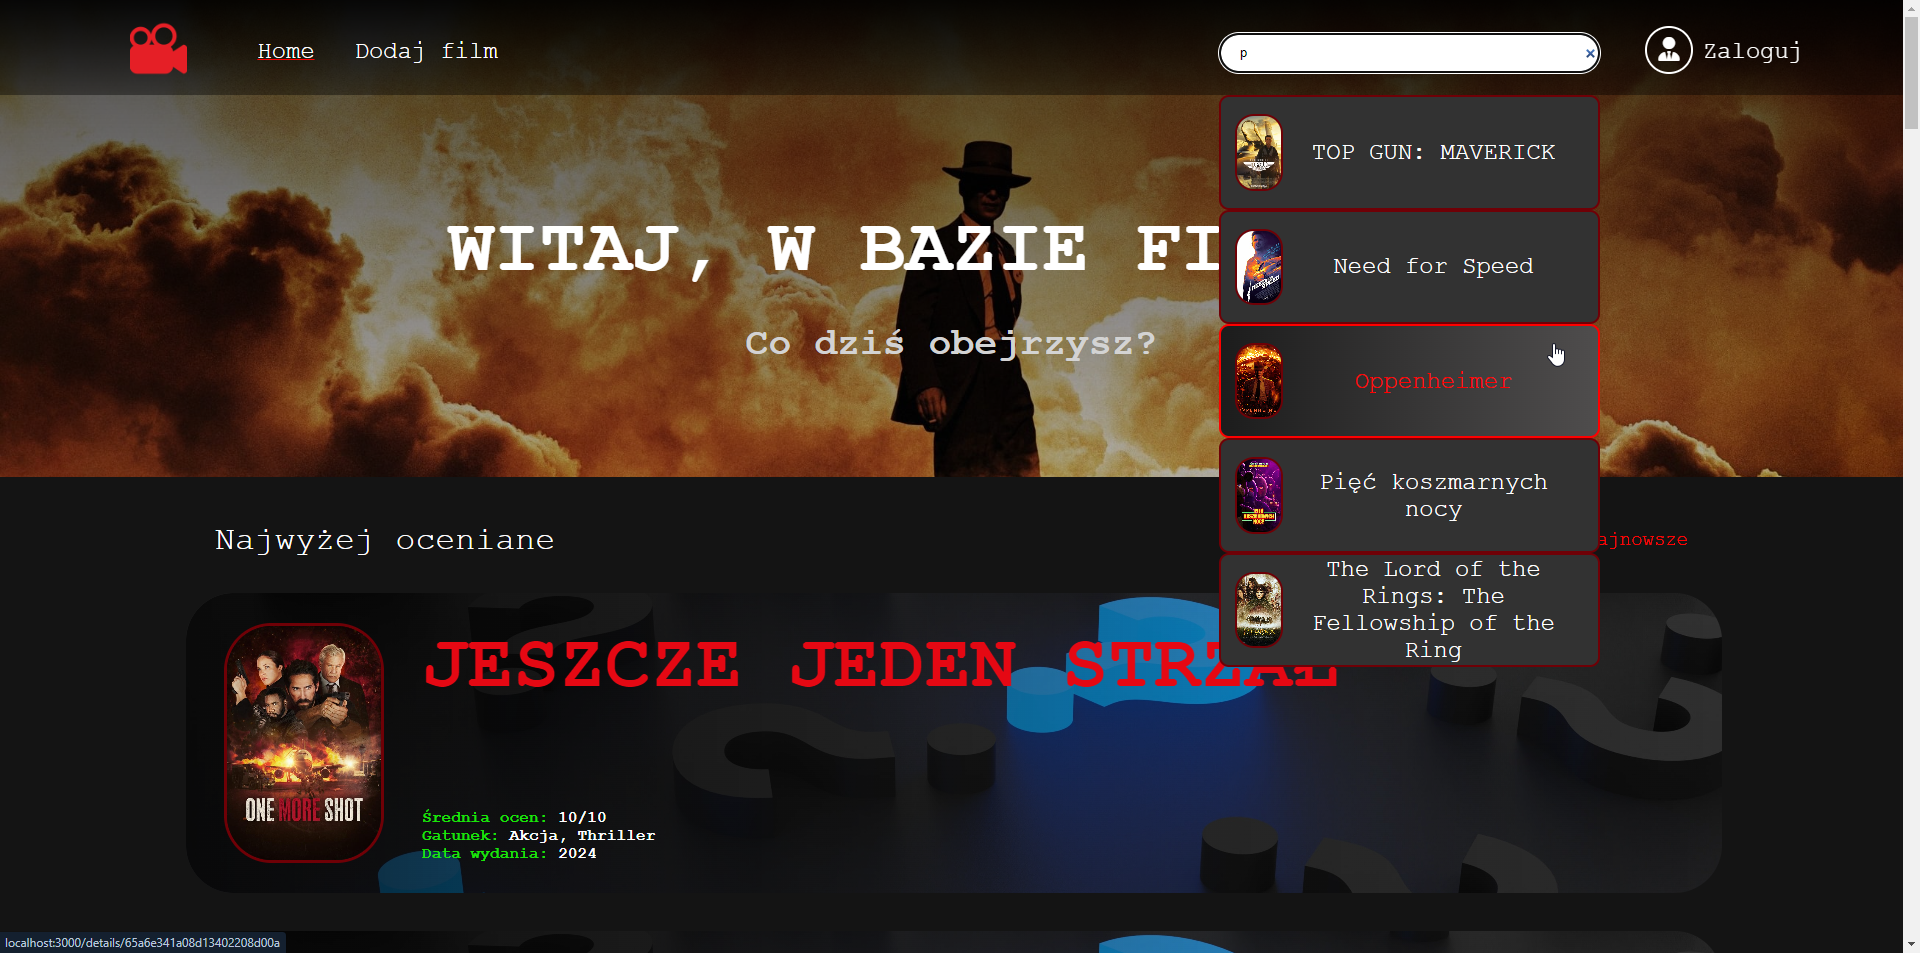 Home Dodaj film
p
Zaloguj
TOP GUN: MAVERICK
WITAJ, W BAZIE FI
Need for Speed
Co dziś obejrzysz?
Oppenheimer
Pięć koszmarnych
nocy
Najwyżej oceniane
ajnowsze
The Lord of the
Rings: The
Fellowship of the
Ring
JESZCZE JEDEN STRZAŁ
ONE MORE SHOT
Średnia ocen: 10/10
Gatunek: Akcja, Thriller
Data wydania: 2024
localhost:3000/details/65a6e341a08d13402208d00a